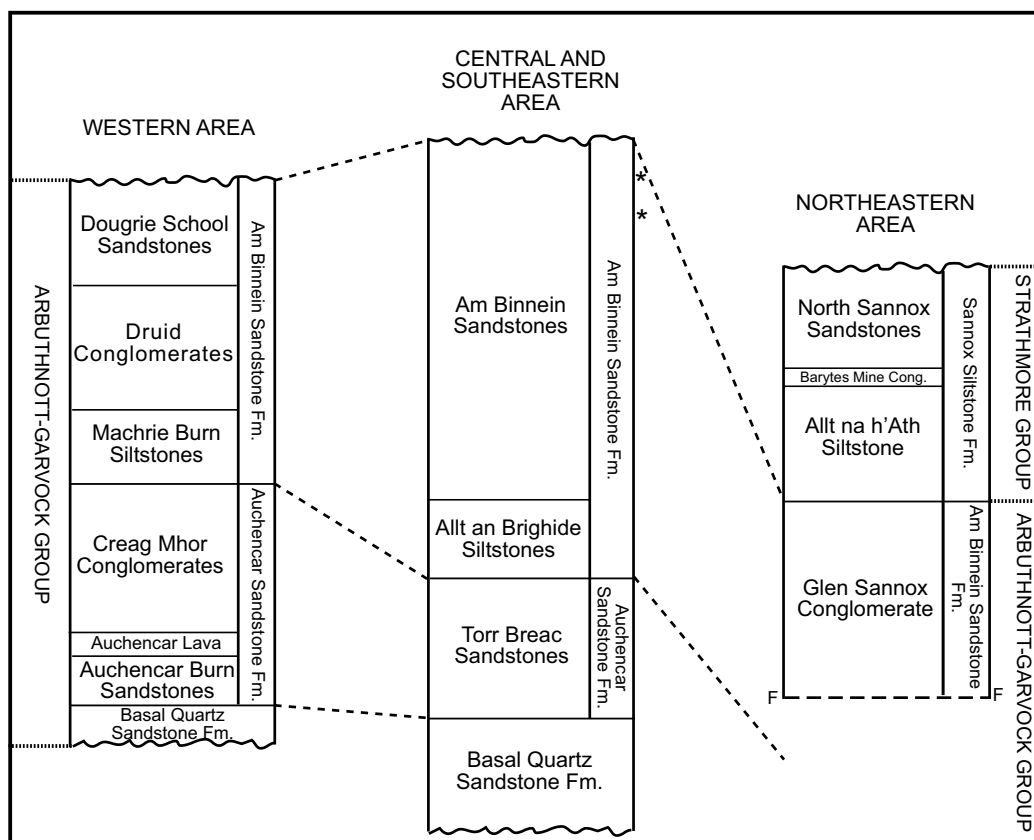 WESTERN AREA
ARBUTHNOTT-GARVOCK GROUP
Dougrie School
Sandstones
Druid
Conglomerates
Machrie Burn
Siltstones
Am Binnein Sandstone Fm.
Creag Mhor
Conglomerates
Auchencar Lava
Auchencar Burn
Sandstones
Auchencar Sandstone Fm.
Basal Quartz
Sandstone Fm.
CENTRAL AND
SOUTHEASTERN
AREA
Am Binnein
Sandstones
Allt an Brighide
Siltstones
Am Binnein Sandstone Fm.
*
*
Torr Breac
Sandstones
Auchencar
Sandstone Fm.
Basal Quartz
Sandstone Fm.
NORTHEASTERN
AREA
North Sannox
Sandstones
Barytes Mine Cong.
Allt na h'Ath
Siltstone
Sannox Siltstone Fm.
STRATHMORE GROUP
Glen Sannox
Conglomerate
Am Binnein Sandstone
Fm.
F
F
ARBUTHNOTT-GARVOCK GROUP